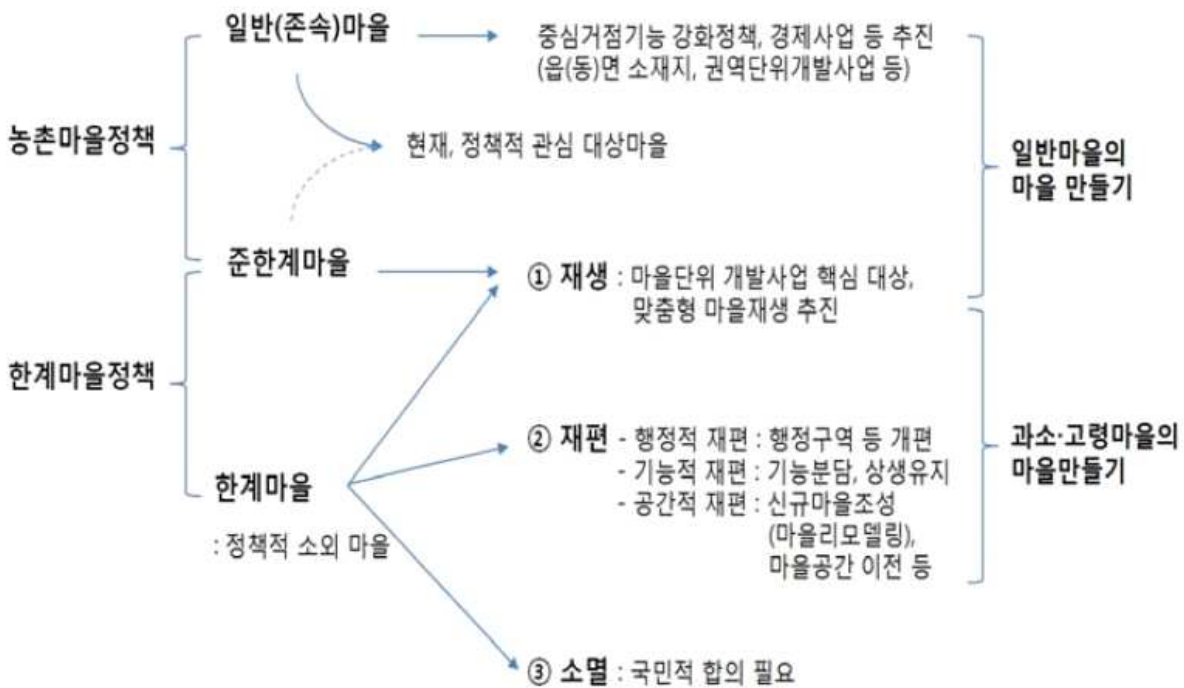 일반(존속)마을
중심거점기능 강화정책, 경제사업 등 추진
(읍(동)면 소재지, 권역단위개발사업 등)
농촌마을정책
현재, 정책적 관심 대상마을
일반마을의
마을 만들기
준한계마을
① 재생 : 마을단위 개발사업 핵심 대상,
맞춤형 마을재생 추진
한계마을정책
② 재편 - 행정적 재편 : 행정구역 등 개편
- 기능적 재편 : 기능분담, 상생유지
- 공간적 재편 : 신규마을조성
(마을리모델링),
마을공간 이전 등
과소·고령마을의
마을만들기
한계마을
: 정책적 소외 마을
③ 소멸 : 국민적 합의 필요